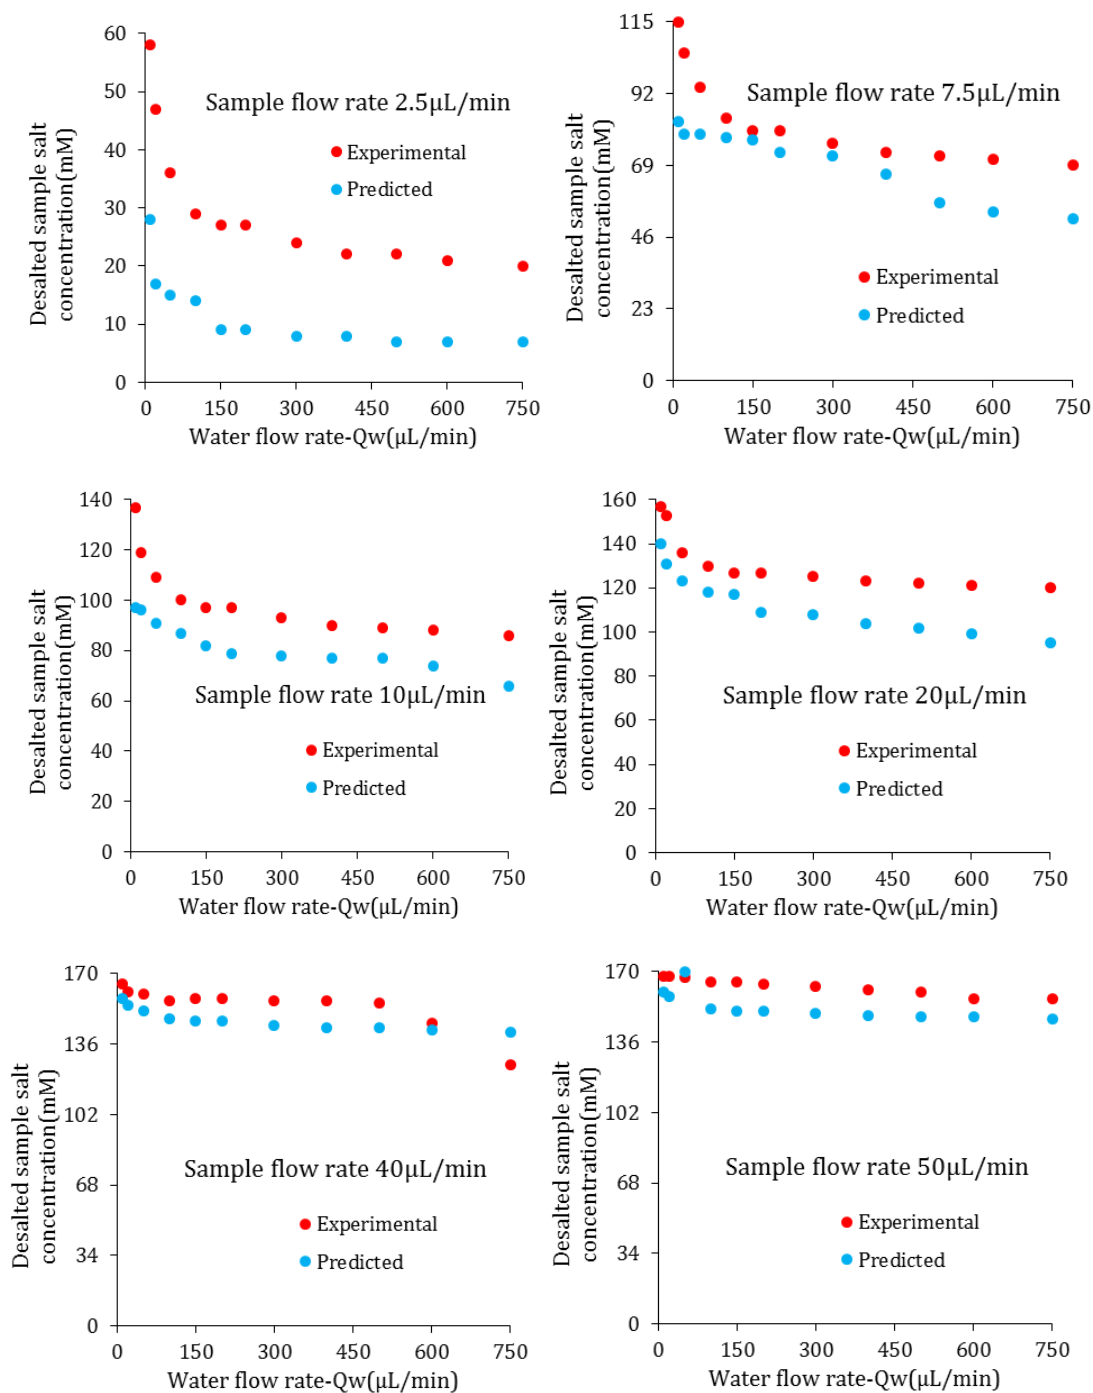 60
50
40
30
20
10
0
Desalted sample salt
concentration(mM)
Sample flow rate 2.5μL/min
Experimental
Predicted
0 150 300 450 600 750
Water flow rate-Qw(μL/min)
115
92
69
46
23
0
Desalted sample salt
concentration(mM)
Sample flow rate 7.5μL/min
Experimental
Predicted
0 150 300 450 600 750
Water flow rate-Qw(μL/min)
140
120
100
80
60
40
20
0
Desalted sample salt
concentration(mM)
Sample flow rate 10μL/min
Experimental
Predicted
0 150 300 450 600 750
Water flow rate-Qw(μL/min)
160
140
120
100
80
60
40
20
0
Desalted sample salt
concentration(mM)
Sample flow rate 20μL/min
Experimental
Predicted
0 150 300 450 600 750
Water flow rate-Qw(μL/min)
170
136
102
68
34
0
Desalted sample salt
concentration(mM)
Sample flow rate 40μL/min
Experimental
Predicted
0 150 300 450 600 750
Water flow rate-Qw(μL/min)
170
136
102
68
34
0
Desalted sample salt
concentration(mM)
Sample flow rate 50μL/min
Experimental
Predicted
0 150 300 450 600 750
Water flow rate-Qw(μL/min)